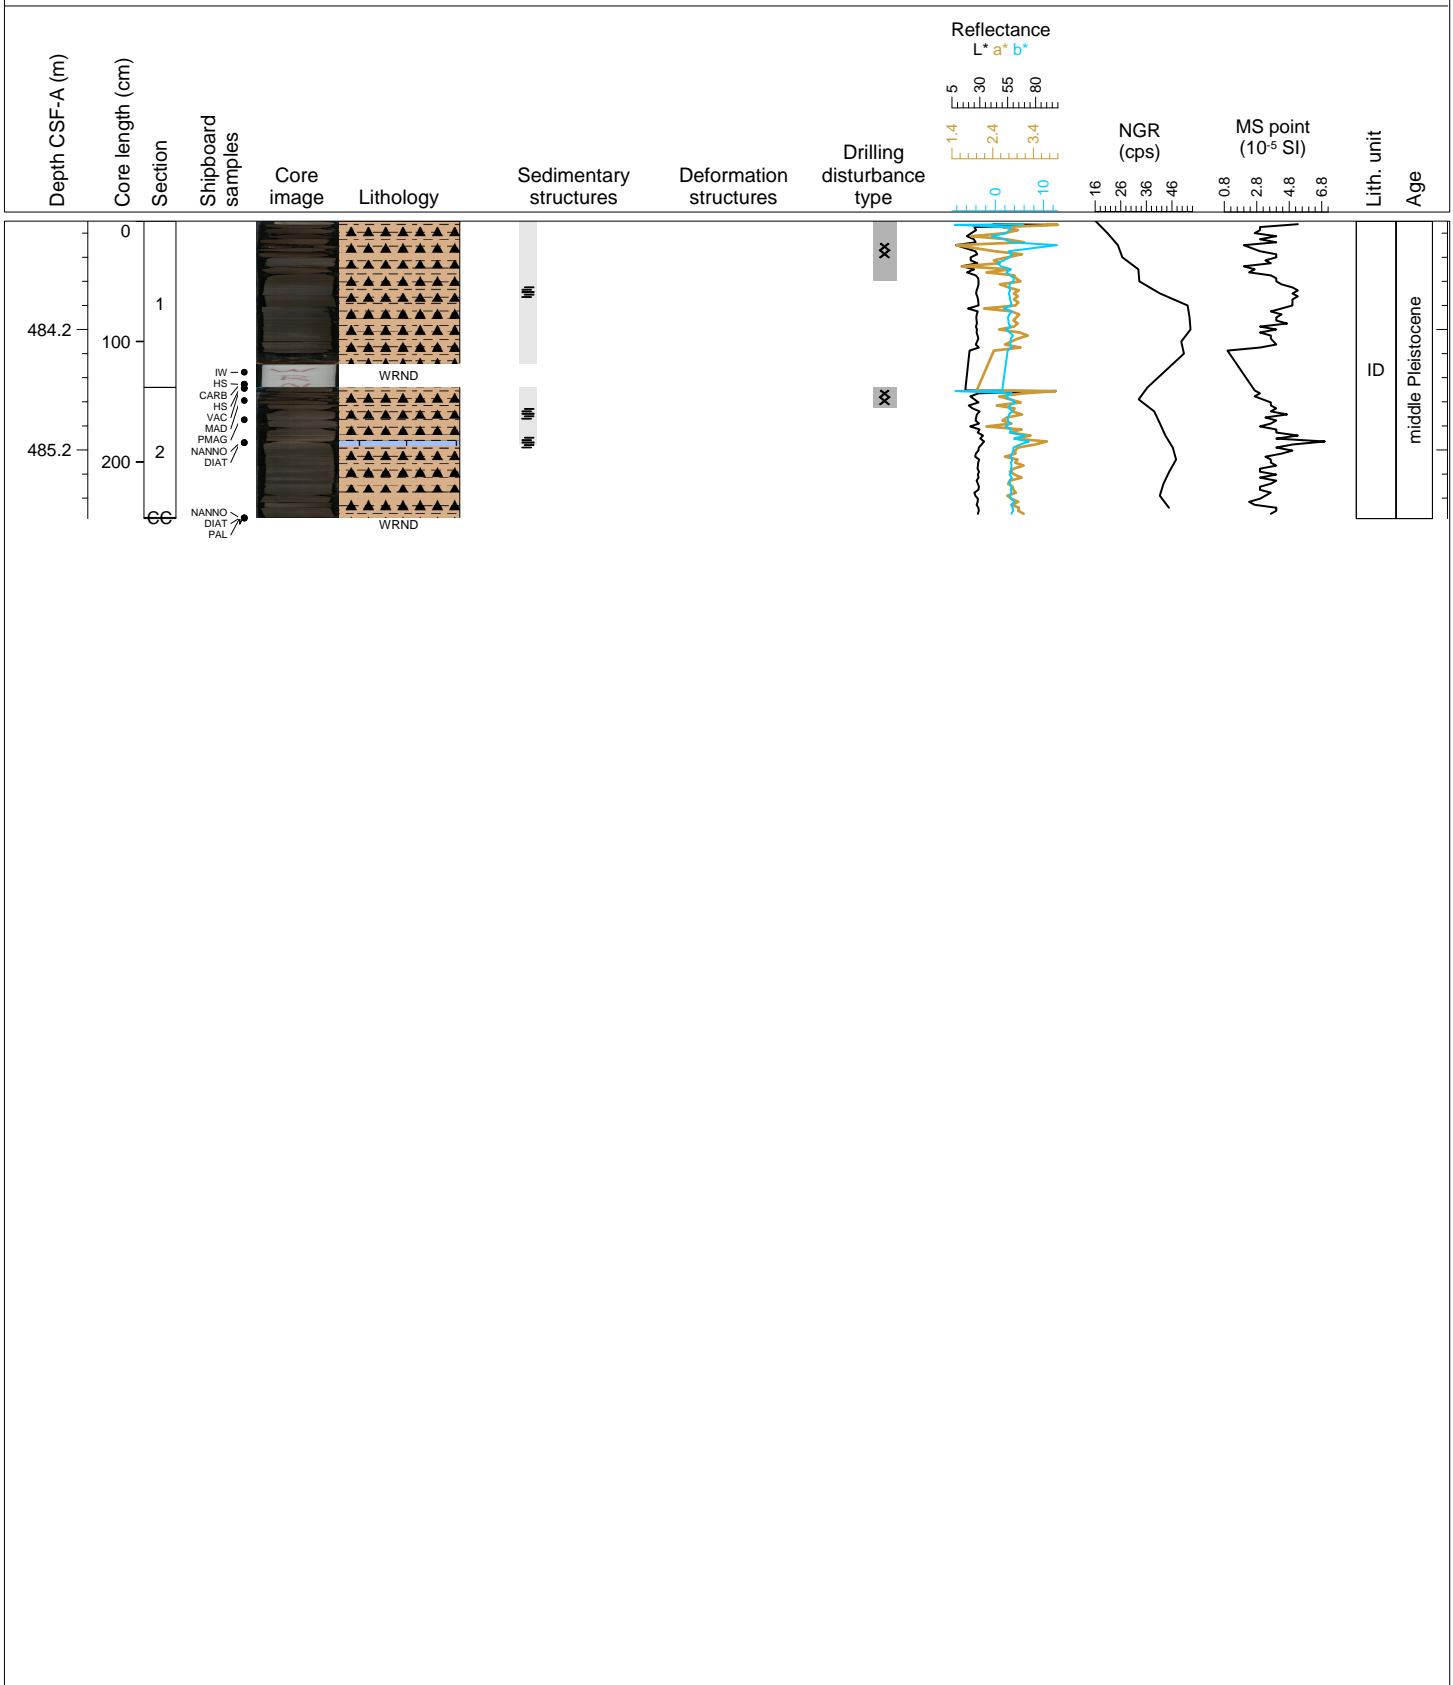 Depth CSF-A (m)
Core length (cm)
Section
Shipboard
samples
Core
image
Lithology
Sedimentary
structures
Deformation
structures
Drilling
disturbance
type
Reflectance
L* a* b*
5 30 55 80
1.4 2.4 3.4
0 10
NGR
(cps)
16 26 36 46
MS point
(10⁻⁵ SI)
0.8 2.8 4.8 6.8
Lith. unit
Age
484.2
485.2
0
100
200
1
2
CC
IW
HS
CARB
HS
VAC
MAD
PMAG
NANNO
DIAT
NANNO
DIAT
PAL
WRND
WRND
ID
middle Pleistocene